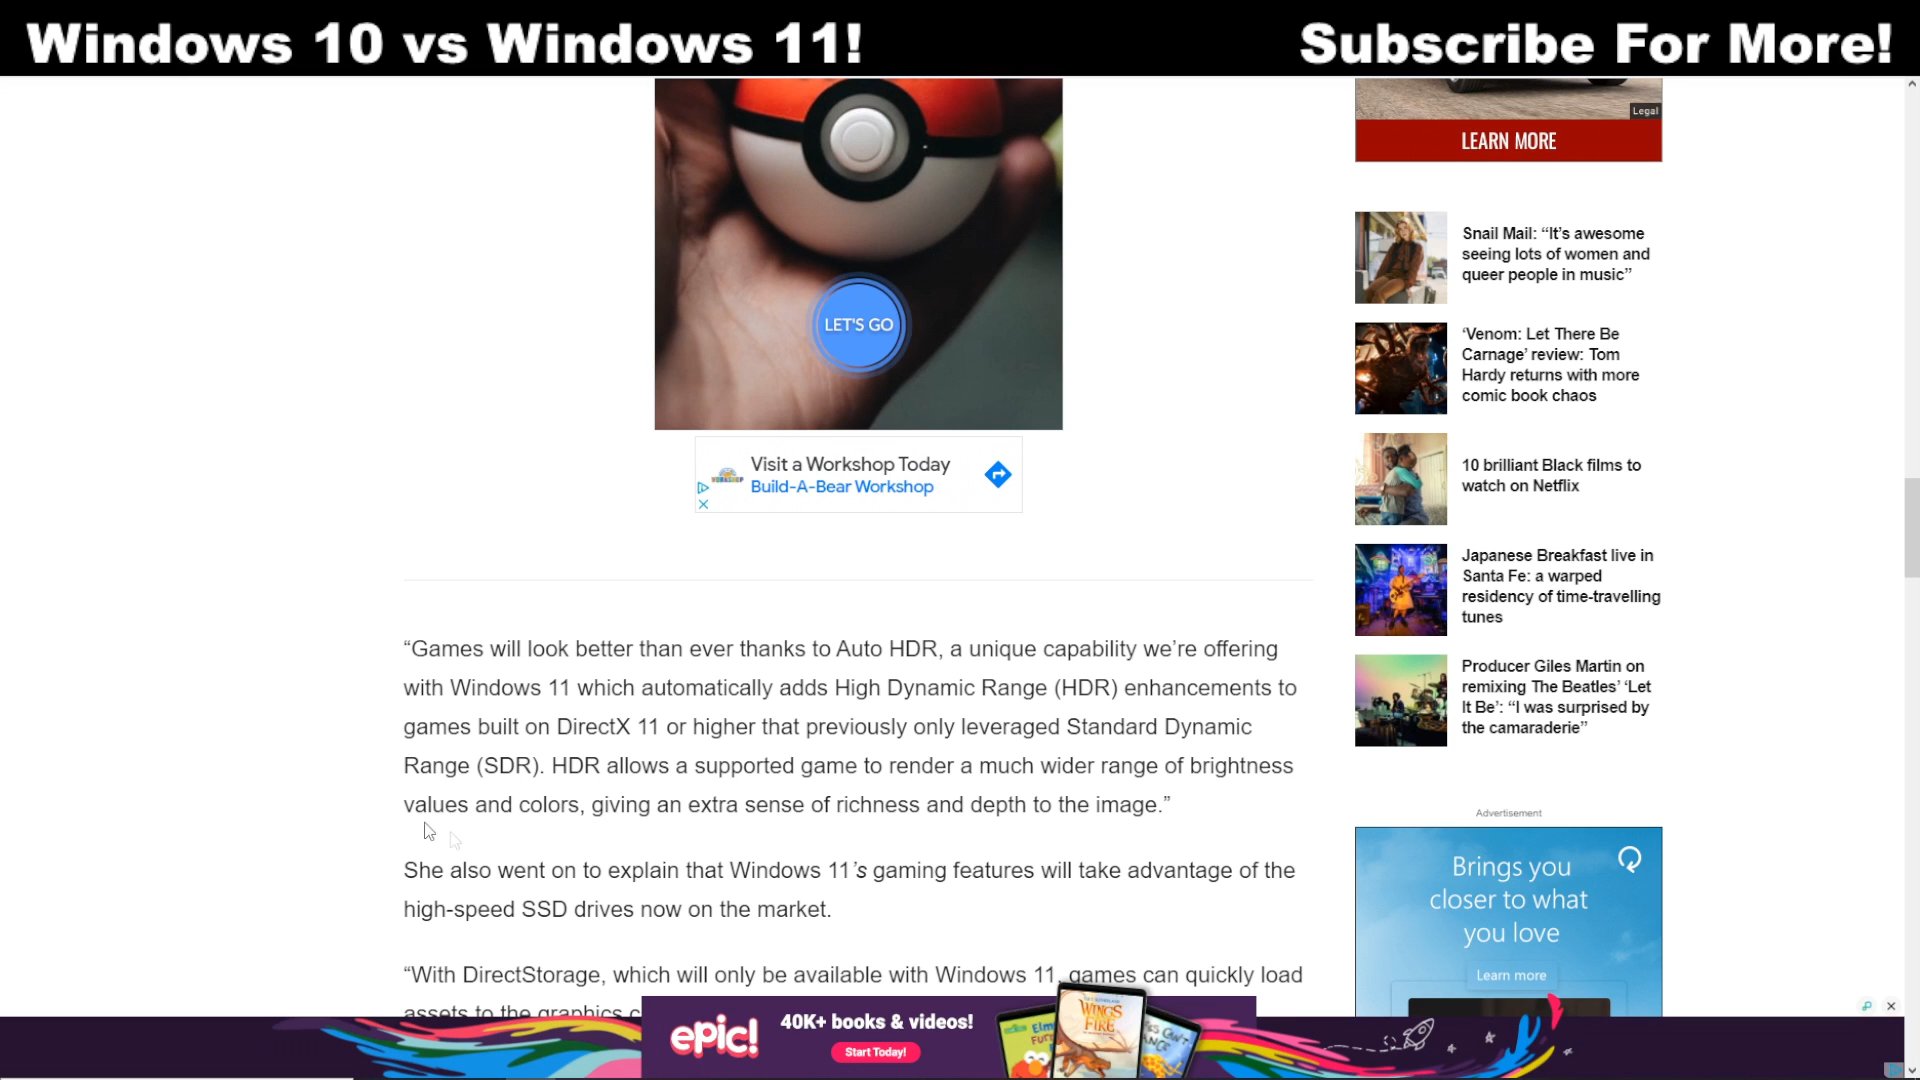 Windows 10 vs Windows 11!
Subscribe For More!
LET'S GO
Visit a Workshop Today
Build-A-Bear Workshop
“Games will look better than ever thanks to Auto HDR, a unique capability we’re offering
with Windows 11 which automatically adds High Dynamic Range (HDR) enhancements to
games built on DirectX 11 or higher that previously only leveraged Standard Dynamic
Range (SDR). HDR allows a supported game to render a much wider range of brightness
values and colors, giving an extra sense of richness and depth to the image.”
She also went on to explain that Windows 11’s gaming features will take advantage of the
high-speed SSD drives now on the market.
“With DirectStorage, which will only be available with Windows 11, games can quickly load
assets to the graphics c
Legal
LEARN MORE
Snail Mail: “It’s awesome
seeing lots of women and
queer people in music”
‘Venom: Let There Be
Carnage’ review: Tom
Hardy returns with more
comic book chaos
10 brilliant Black films to
watch on Netflix
Japanese Breakfast live in
Santa Fe: a warped
residency of time-travelling
tunes
Producer Giles Martin on
remixing The Beatles’ ‘Let
It Be’: “I was surprised by
the camaraderie”
Advertisement
Brings you
closer to what
you love
Learn more
epic!
40K+ books & videos!
Start Today!
WINGS
FIRE